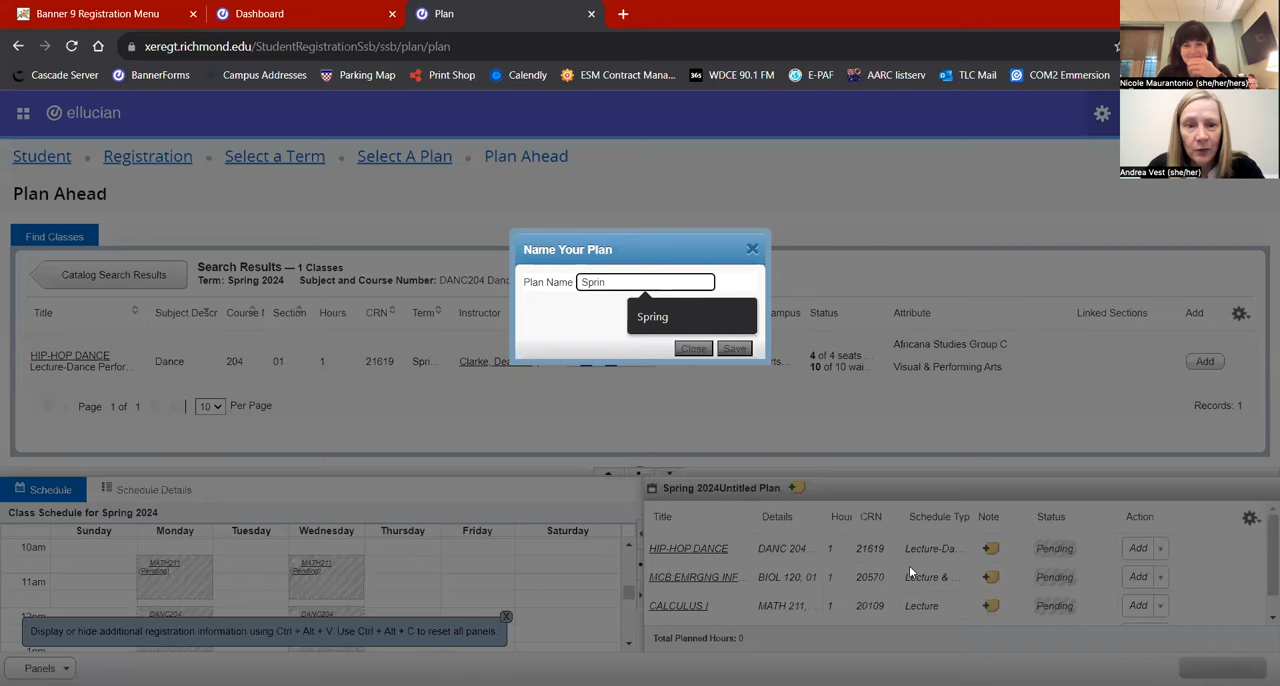 Banner 9 Registration Menu
Dashboard
Plan
xeregt.richmond.edu/StudentRegistrationSsb/ssb/plan/plan
Cascade Server
BannerForms
Campus Addresses
Parking Map
Print Shop
Calendly
ESM Contract Mana...
WDCE 90.1 FM
E-PAF
AARC listserv
TLC Mail
COM2 Emmersion
Nicole Maurantonio (she/her/hers)
Andrea Vest (she/her)
ellucian
Student • Registration • Select a Term • Select A Plan • Plan Ahead
Plan Ahead
Find Classes
Catalog Search Results
Search Results — 1 Classes
Term: Spring 2024 Subject and Course Number: DANC204 Danc
Title
Subject Descr
Course
Section
Hours
CRN
Term
Instructor
Status
Attribute
Linked Sections
Add
HIP-HOP DANCE
Lecture-Dance Perfor...
Dance
204
01
1
21619
Spri...
4 of 4 seats ...
10 of 10 wai...
Africana Studies Group C
Visual & Performing Arts
Add
Page 1 of 1
10 Per Page
Records: 1
Name Your Plan
Plan Name Sprin
Spring
Close
Save
Schedule
Schedule Details
Class Schedule for Spring 2024
Sunday
Monday
Tuesday
Wednesday
Thursday
Friday
Saturday
10am
MATH211
(Pending)
MATH211
(Pending)
11am
DANC204
DANC204
Display or hide additional registration information using Ctrl + Alt + V. Use Ctrl + Alt + C to reset all panels.
X
Panels
Spring 2024Untitled Plan
Title
Details
Hou
CRN
Schedule Typ
Note
Status
Action
HIP-HOP DANCE
DANC 204...
1
21619
Lecture-Da...
Pending
Add
MCB:EMRGNG INF...
BIOL 120, 01
1
20570
Lecture & ...
Pending
Add
CALCULUS I
MATH 211,...
1
20109
Lecture
Pending
Add
Total Planned Hours: 0